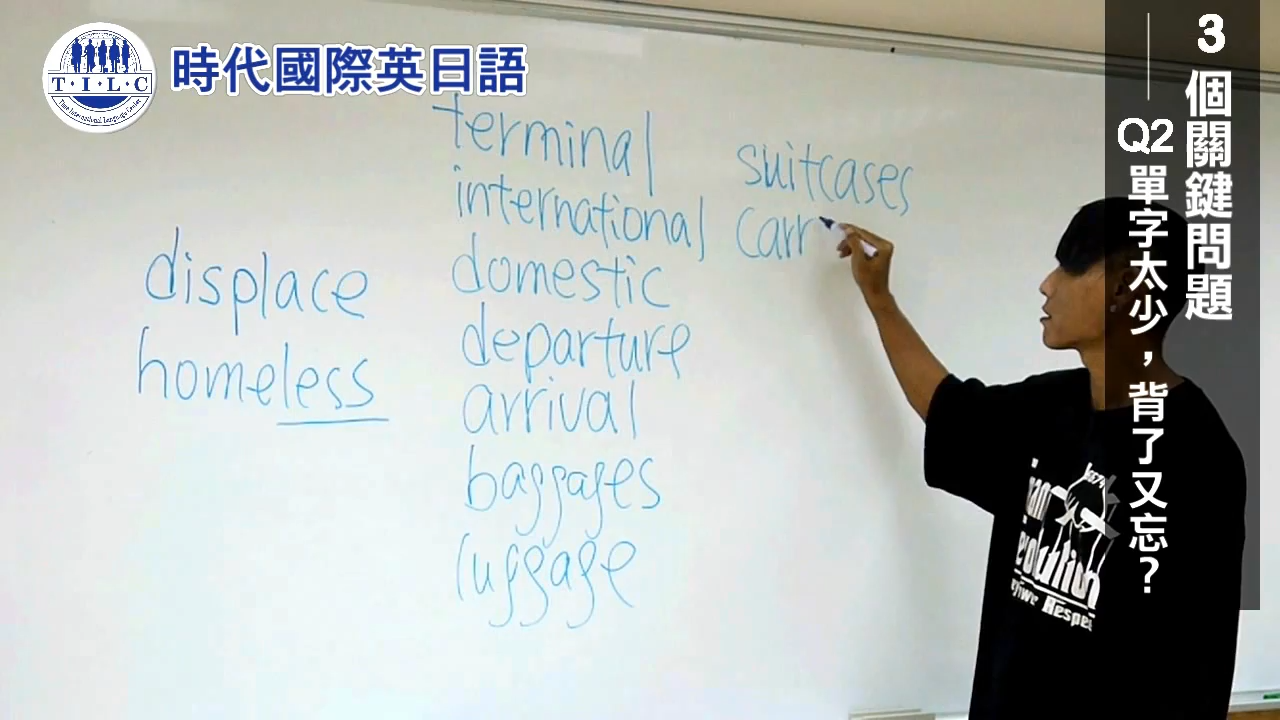 T·I·L·C
時代國際英日語
3個關鍵問題
Q2單字太少，背了又忘？
displace
homeless
terminal
international
domestic
departure
arrival
baggages
luggage
suitcases
carr